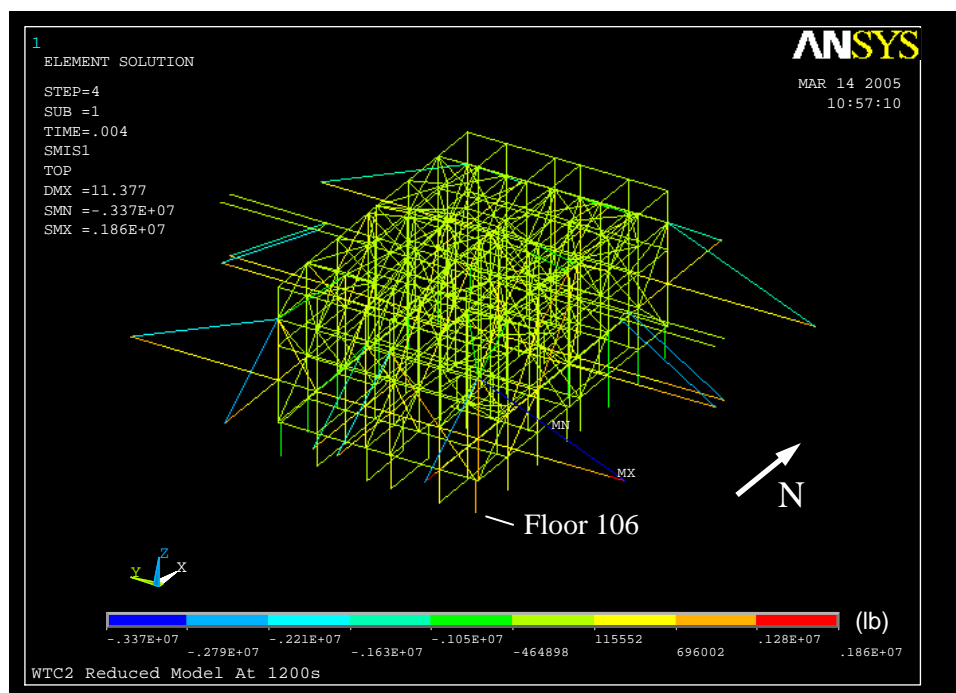 1
ELEMENT SOLUTION
STEP=4
SUB =1
TIME=.004
SMIS1
TOP
DMX =11.377
SMN =-.337E+07
SMX =.186E+07
ANSYS
MAR 14 2005
10:57:10
MN
MX
N
Floor 106
Z
Y
X
(lb)
-.337E+07 -.221E+07 -.105E+07 115552 .128E+07
-.279E+07 -.163E+07 -464898 696002 .186E+07
WTC2 Reduced Model At 1200s